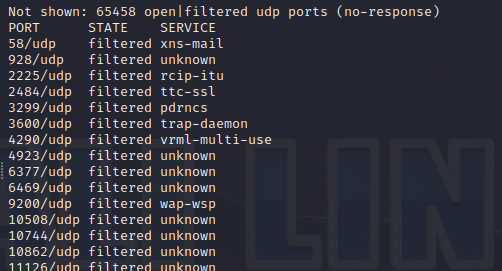 Not shown: 65458 open|filtered udp ports (no-response)
PORT STATE SERVICE
58/udp filtered xns-mail
928/udp filtered unknown
2225/udp filtered rcip-itu
2484/udp filtered ttc-ssl
3299/udp filtered pdrncs
3600/udp filtered trap-daemon
4290/udp filtered vrml-multi-use
4923/udp filtered unknown
6377/udp filtered unknown
6469/udp filtered unknown
9200/udp filtered wap-wsp
10508/udp filtered unknown
10744/udp filtered unknown
10862/udp filtered unknown
11126/udp filtered unknown